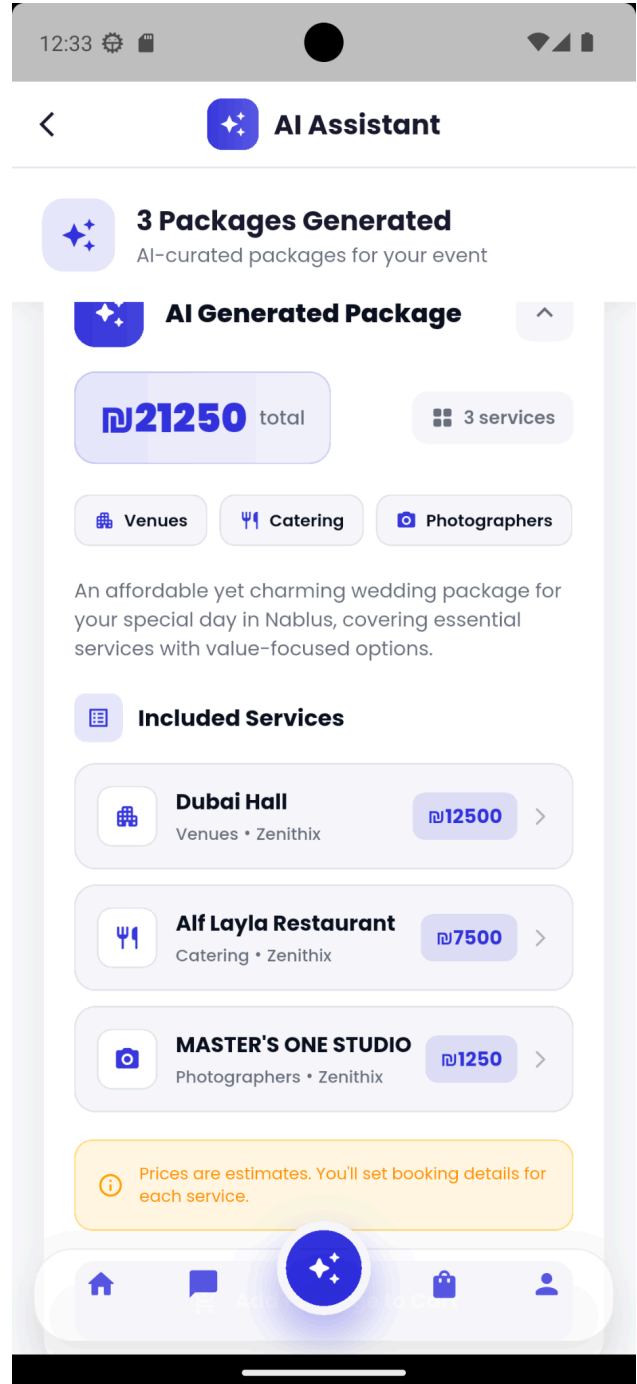 12:33
AI Assistant
3 Packages Generated
AI-curated packages for your event
AI Generated Package
₪21250 total
3 services
Venues
Catering
Photographers
An affordable yet charming wedding package for
your special day in Nablus, covering essential
services with value-focused options.
Included Services
Dubai Hall
Venues • Zenithix
₪12500
Alf Layla Restaurant
Catering • Zenithix
₪7500
MASTER'S ONE STUDIO
Photographers • Zenithix
₪1250
Prices are estimates. You'll set booking details for
each service.
to Cart